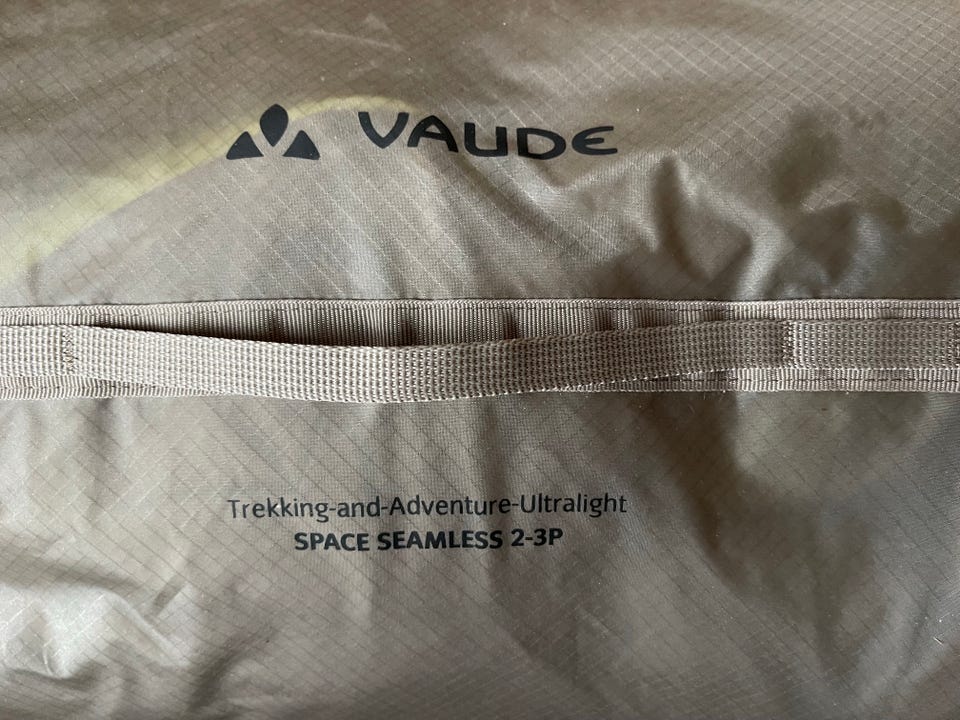 VAUDE
Trekking-and-Adventure-Ultralight
SPACE SEAMLESS 2-3P